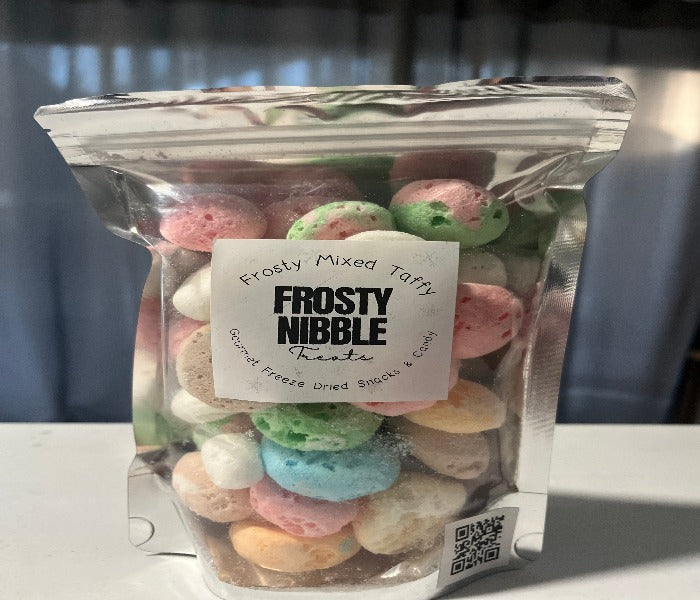 Frosty Mixed Taffy
FROSTY
NIBBLE
Treats
Gourmet Freeze Dried Snacks & Candy